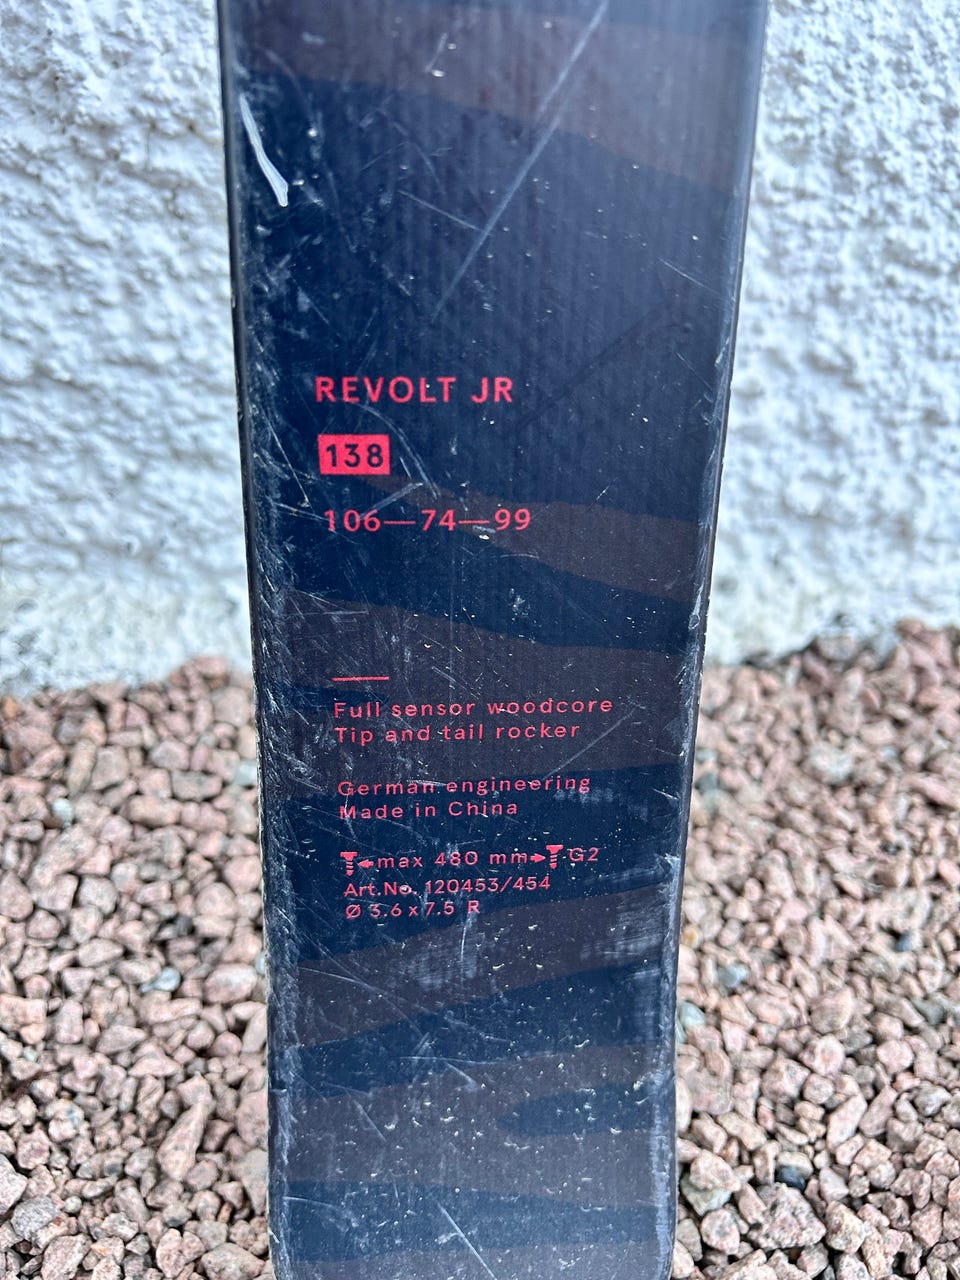 REVOLT JR
138
106—74—99
Full sensor woodcore
Tip and tail rocker
German engineering
Made in China
max 480 mm G2
Art.No. 120453/454
Ø 3.6 x 7.5 R